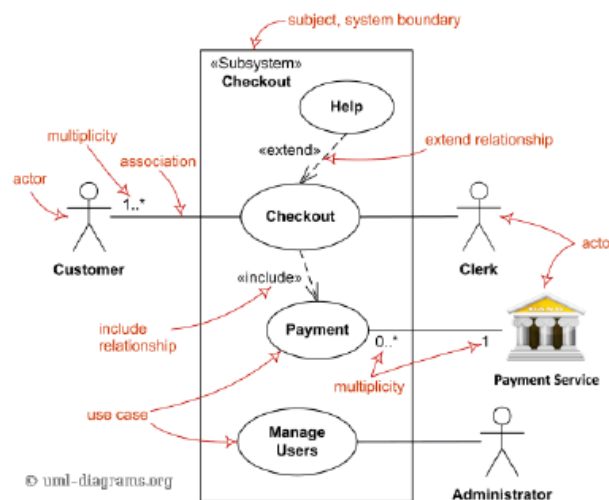 subject, system boundary
«Subsystem»
Checkout
Help
multiplicity
«extend»
extend relationship
association
actor
1..*
Checkout
Customer
Clerk
acto
«include»
include
relationship
Payment
0..*
1
BANK
multiplicity
Payment Service
use case
Manage
Users
© uml-diagrams.org
Administrator